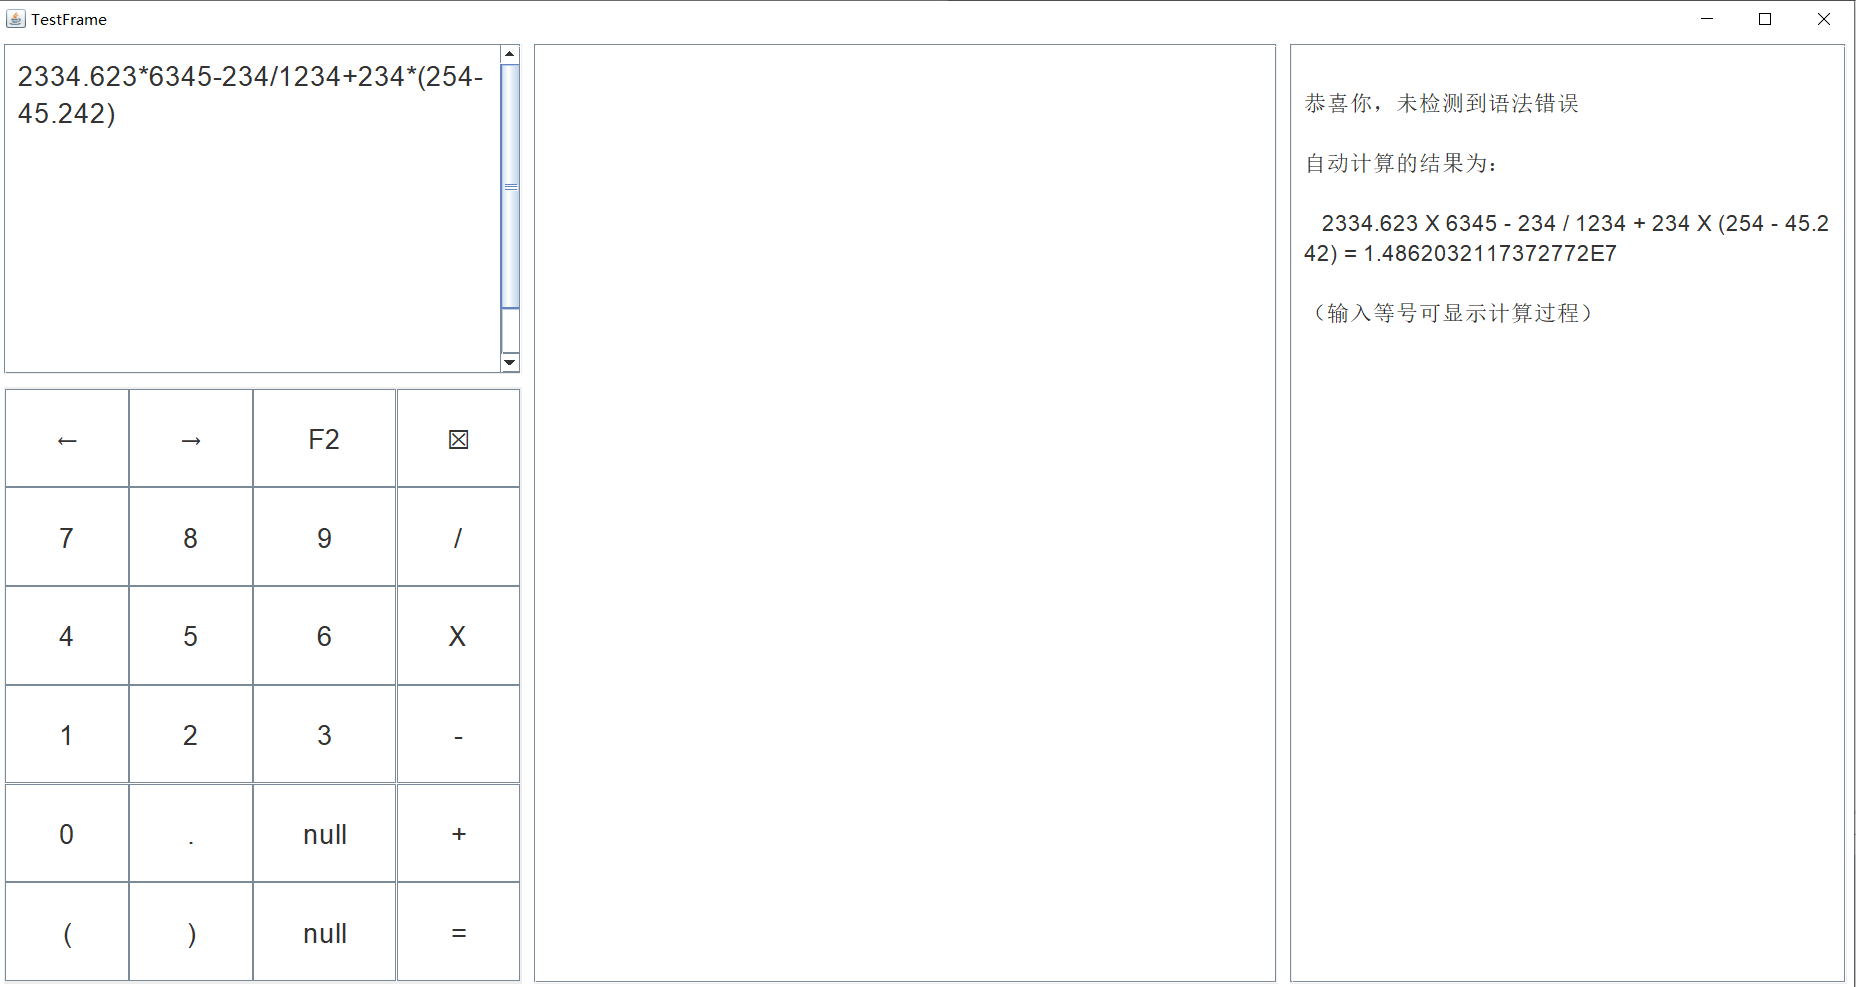 TestFrame
2334.623*6345-234/1234+234*(254-
45.242)
← → F2 ☒
7 8 9 /
4 5 6 X
1 2 3 -
0 . null +
( ) null =
恭喜你，未检测到语法错误
自动计算的结果为：
2334.623 X 6345 - 234 / 1234 + 234 X (254 - 45.2
42) = 1.4862032117372772E7
（输入等号可显示计算过程）